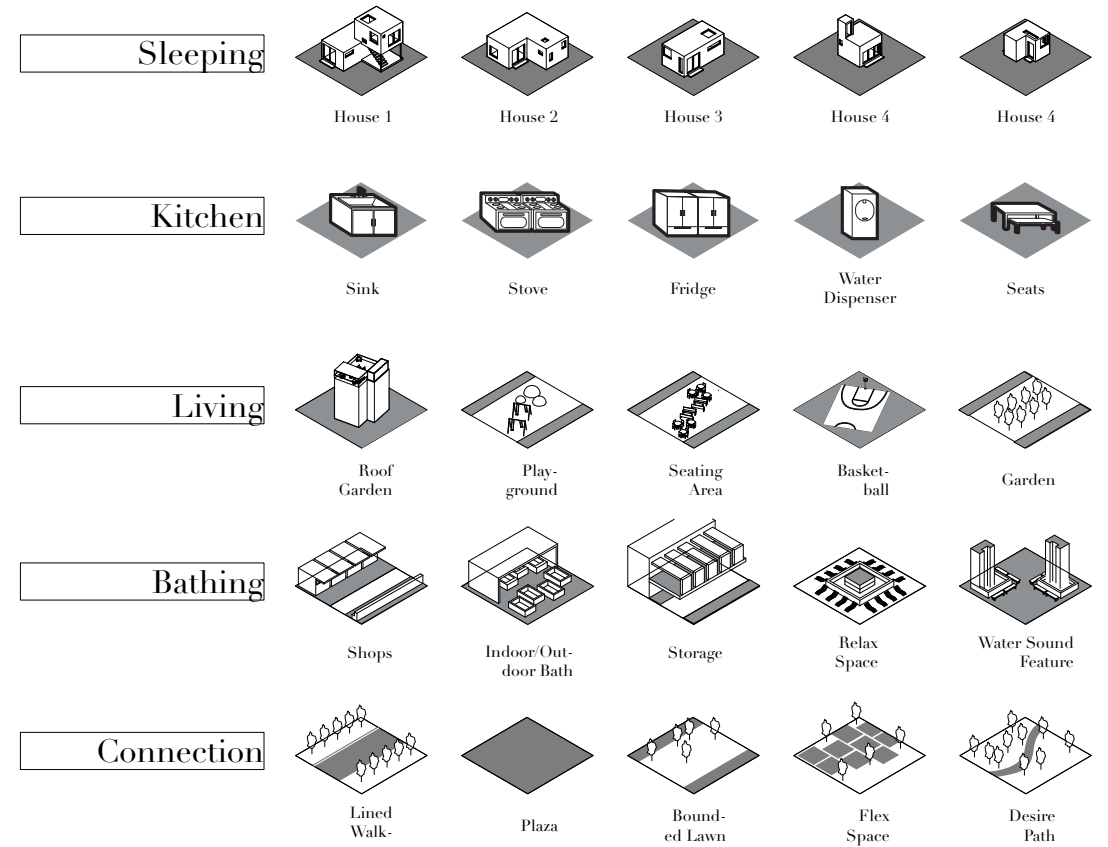 Sleeping
House 1
House 2
House 3
House 4
House 4
Kitchen
Sink
Stove
Fridge
Water
Dispenser
Seats
Living
Roof
Garden
Play-
ground
Seating
Area
Basket-
ball
Garden
Bathing
Shops
Indoor/Out-
door Bath
Storage
Relax
Space
Water Sound
Feature
Connection
Lined
Walk-
Plaza
Bound-
ed Lawn
Flex
Space
Desire
Path